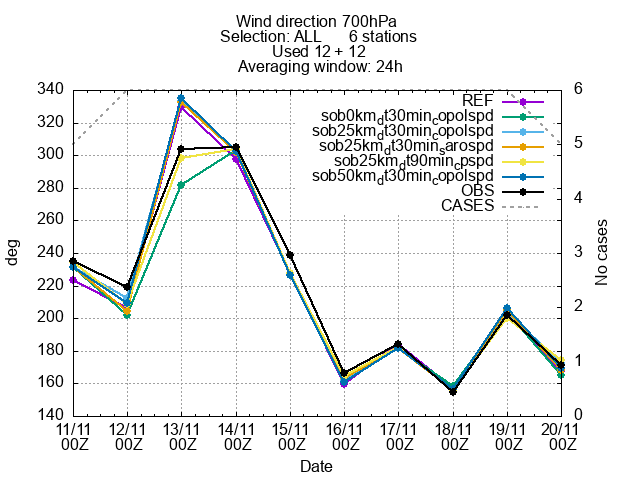 Wind direction 700hPa
Selection: ALL 6 stations
Used 12 + 12
Averaging window: 24h
340 6
320
300 5
280
260 4
240 3
220
200 2
180
160 1
140 0
REF
sob0km_dt30min_copolspd
sob25km_dt30min_copolspd
sob25km_dt30min_sarospd
sob25km_dt90min_cpspd
sob50km_dt30min_copolspd
OBS
CASES
deg
No cases
11/11 12/11 13/11 14/11 15/11 16/11 17/11 18/11 19/11 20/11
00Z 00Z 00Z 00Z 00Z 00Z 00Z 00Z 00Z 00Z
Date